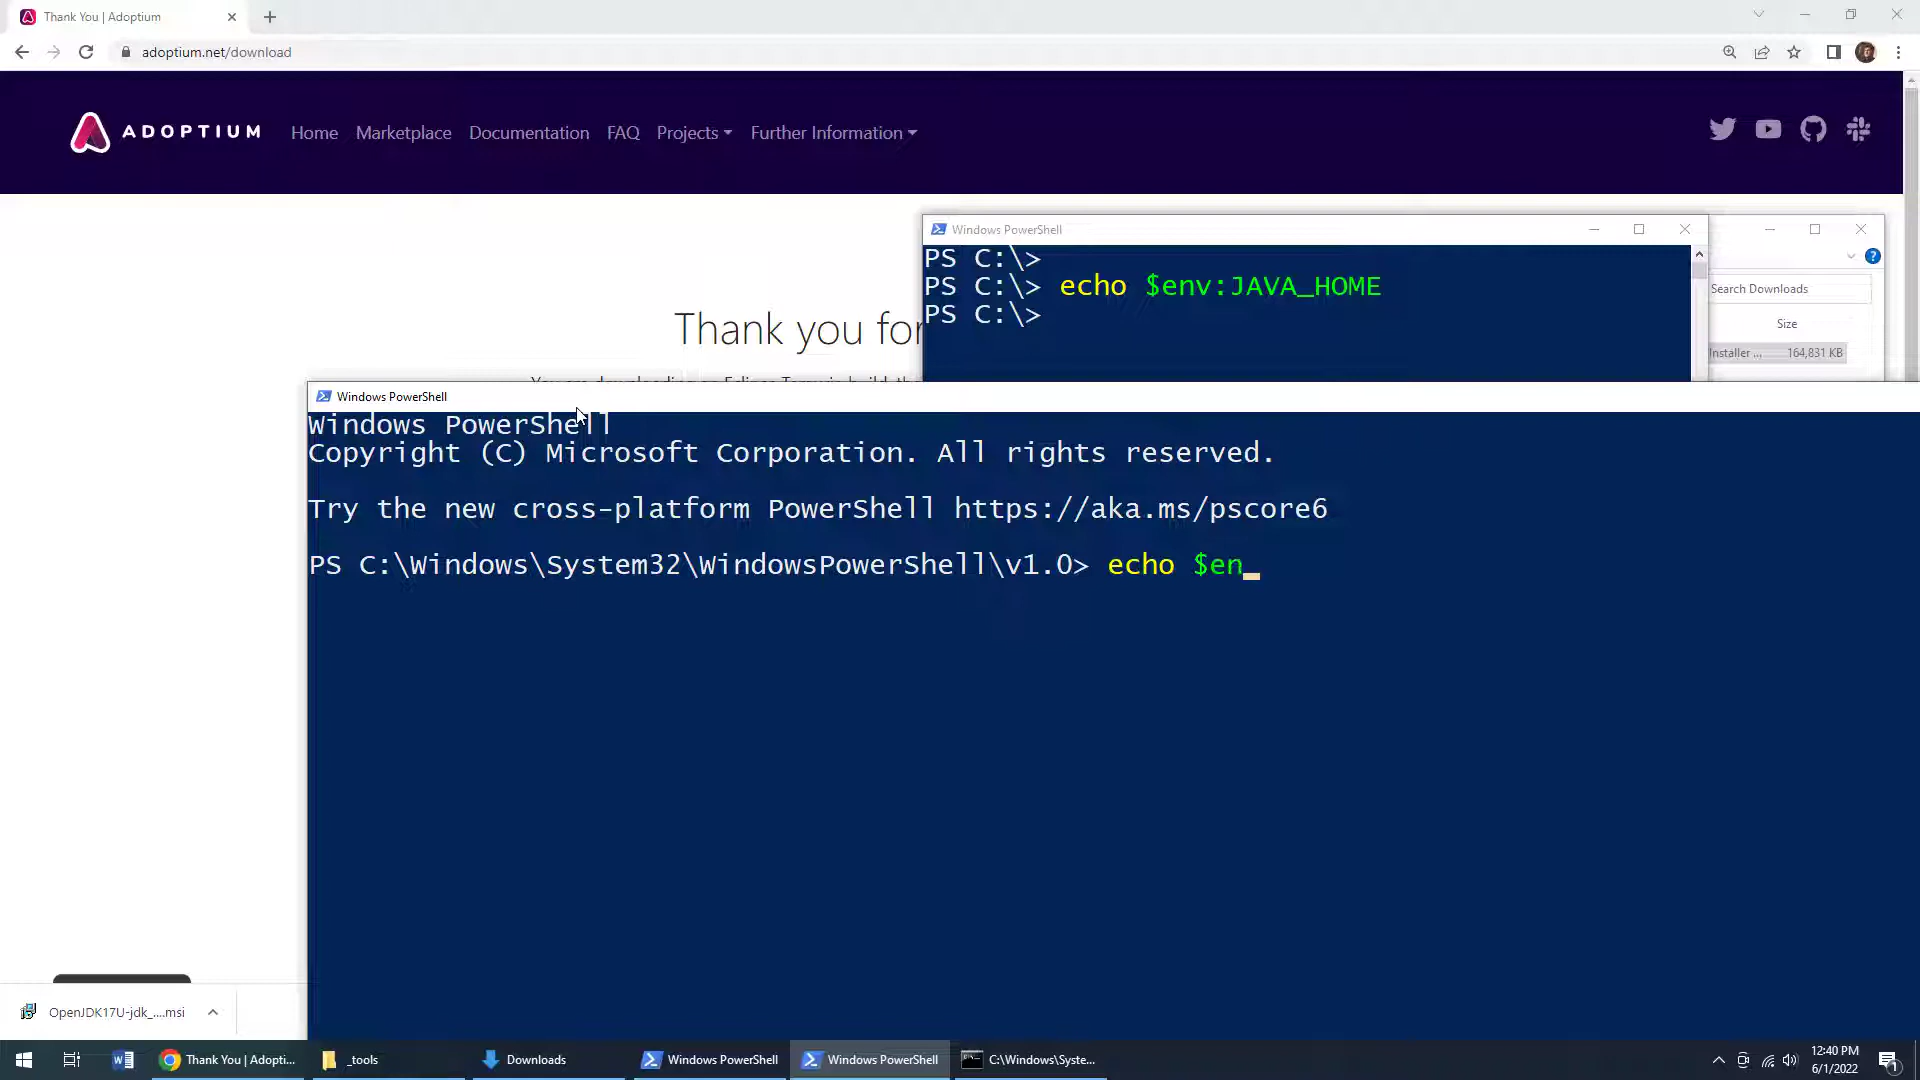 Thank You | Adoptium
adoptium.net/download
ADOPTIUM
Home Marketplace Documentation FAQ Projects Further Information
Thank you for
Windows PowerShell
PS C:\>
PS C:\> echo $env:JAVA_HOME
PS C:\>
Search Downloads
Size
Installer ... 164,831 KB
Windows PowerShell
Windows PowerShell
Copyright (C) Microsoft Corporation. All rights reserved.
Try the new cross-platform PowerShell https://aka.ms/pscore6
PS C:\Windows\System32\WindowsPowerShell\v1.0> echo $en_
OpenJDK17U-jdk_....msi
Thank You | Adopti...
_tools
Downloads
Windows PowerShell
Windows PowerShell
C:\Windows\Syste...
12:40 PM
6/1/2022
1